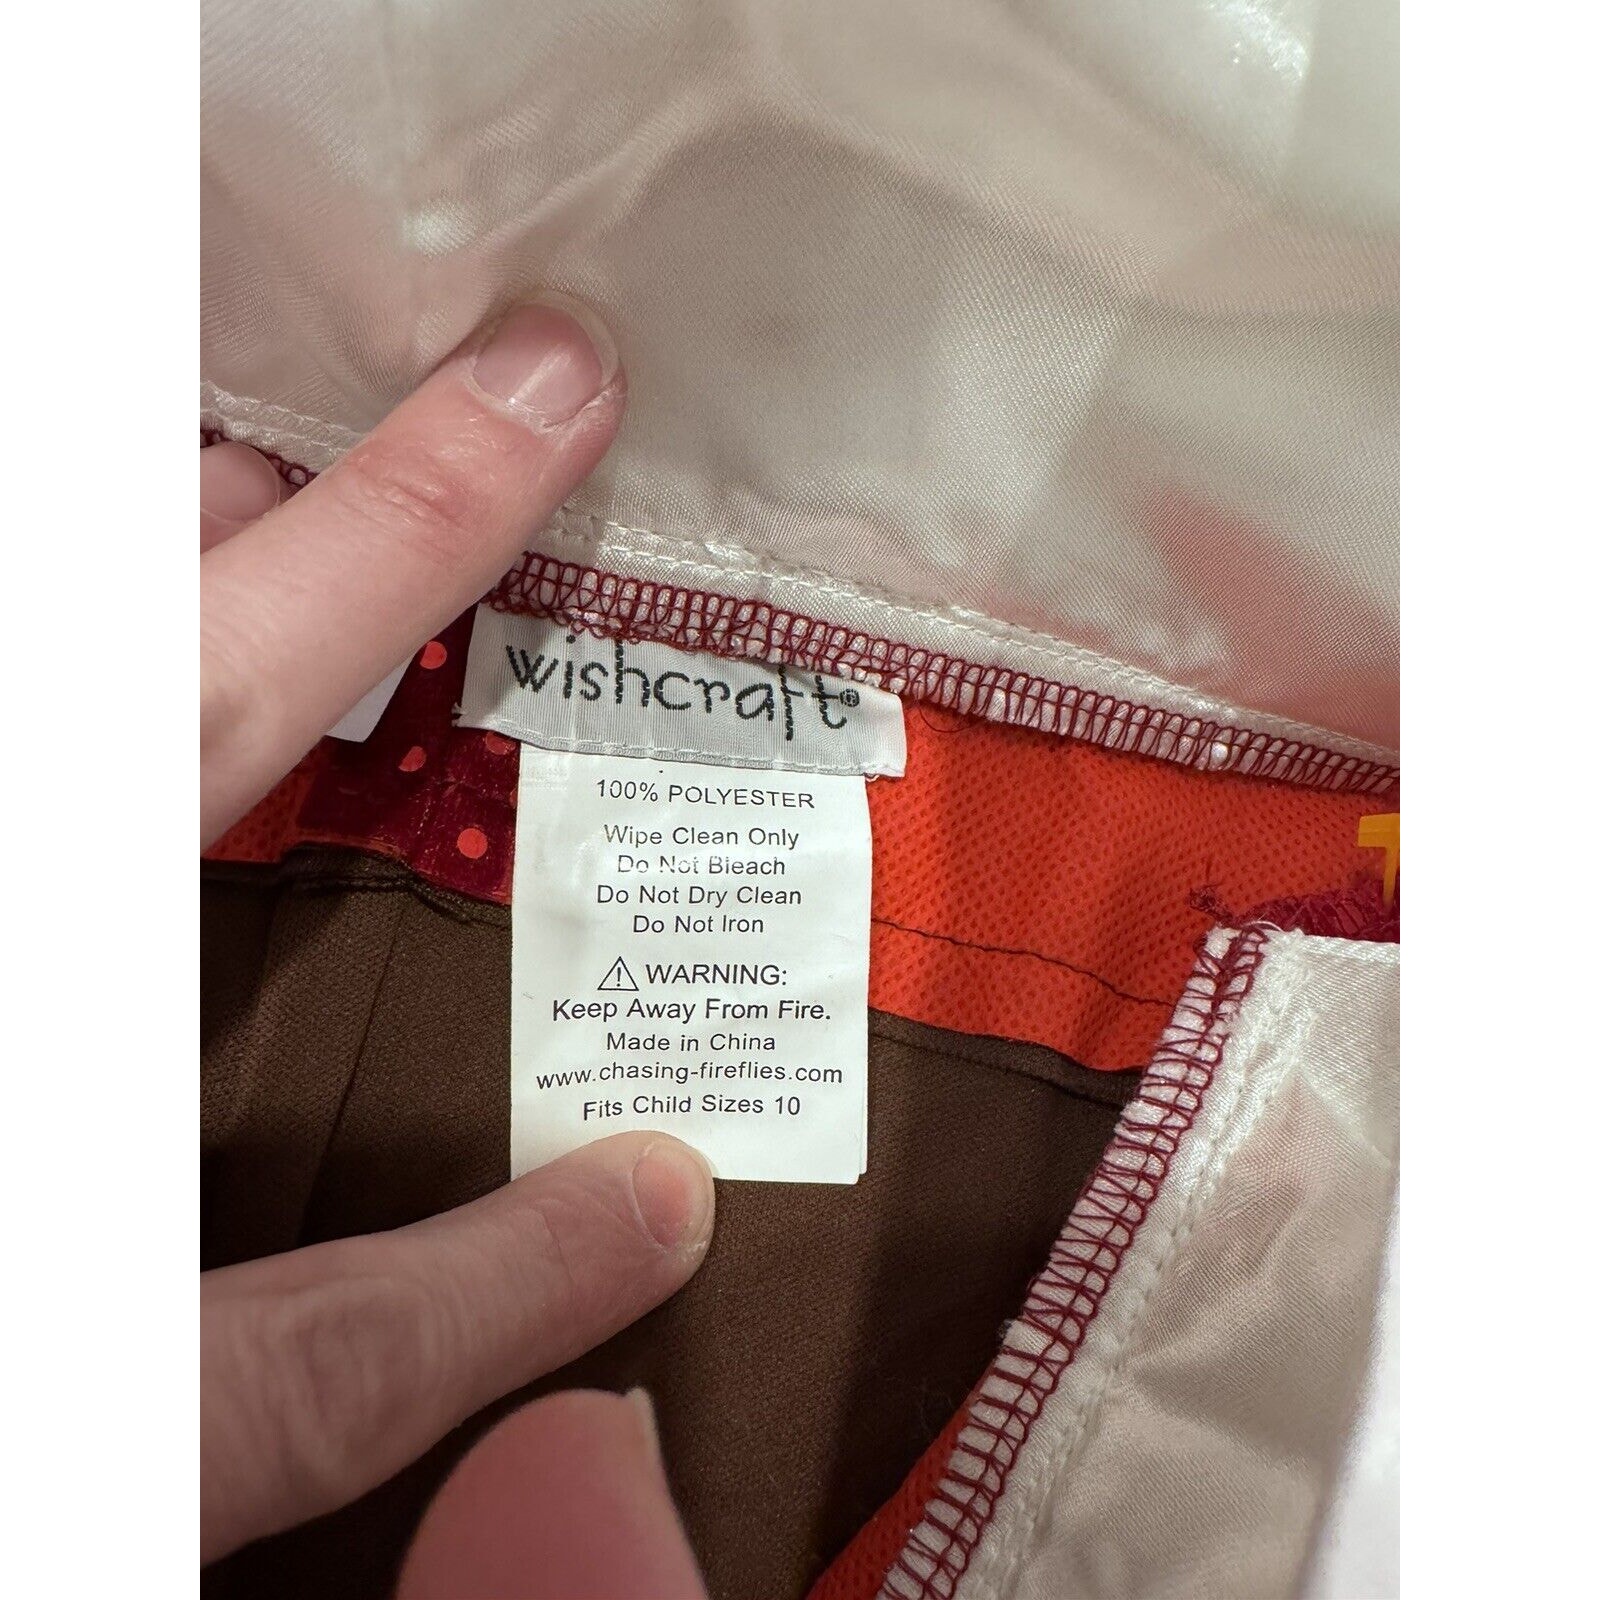 wishcraft®
100% POLYESTER
Wipe Clean Only
Do Not Bleach
Do Not Dry Clean
Do Not Iron
⚠ WARNING:
Keep Away From Fire.
Made in China
www.chasing-fireflies.com
Fits Child Sizes 10